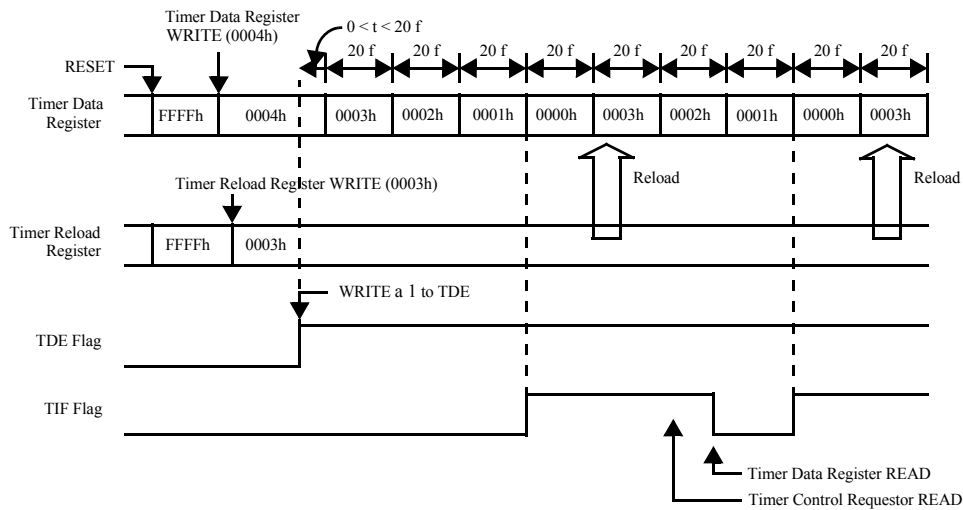 Timer Data Register
WRITE (0004h)
0 < t < 20 f
20 f 20 f 20 f 20 f 20 f 20 f 20 f 20 f 20 f
RESET
Timer Data
Register
FFFFh 0004h 0003h 0002h 0001h 0000h 0003h 0002h 0001h 0000h 0003h
Timer Reload Register WRITE (0003h)
Reload Reload
Timer Reload
Register
FFFFh 0003h
WRITE a 1 to TDE
TDE Flag
TIF Flag
Timer Data Register READ
Timer Control Requestor READ